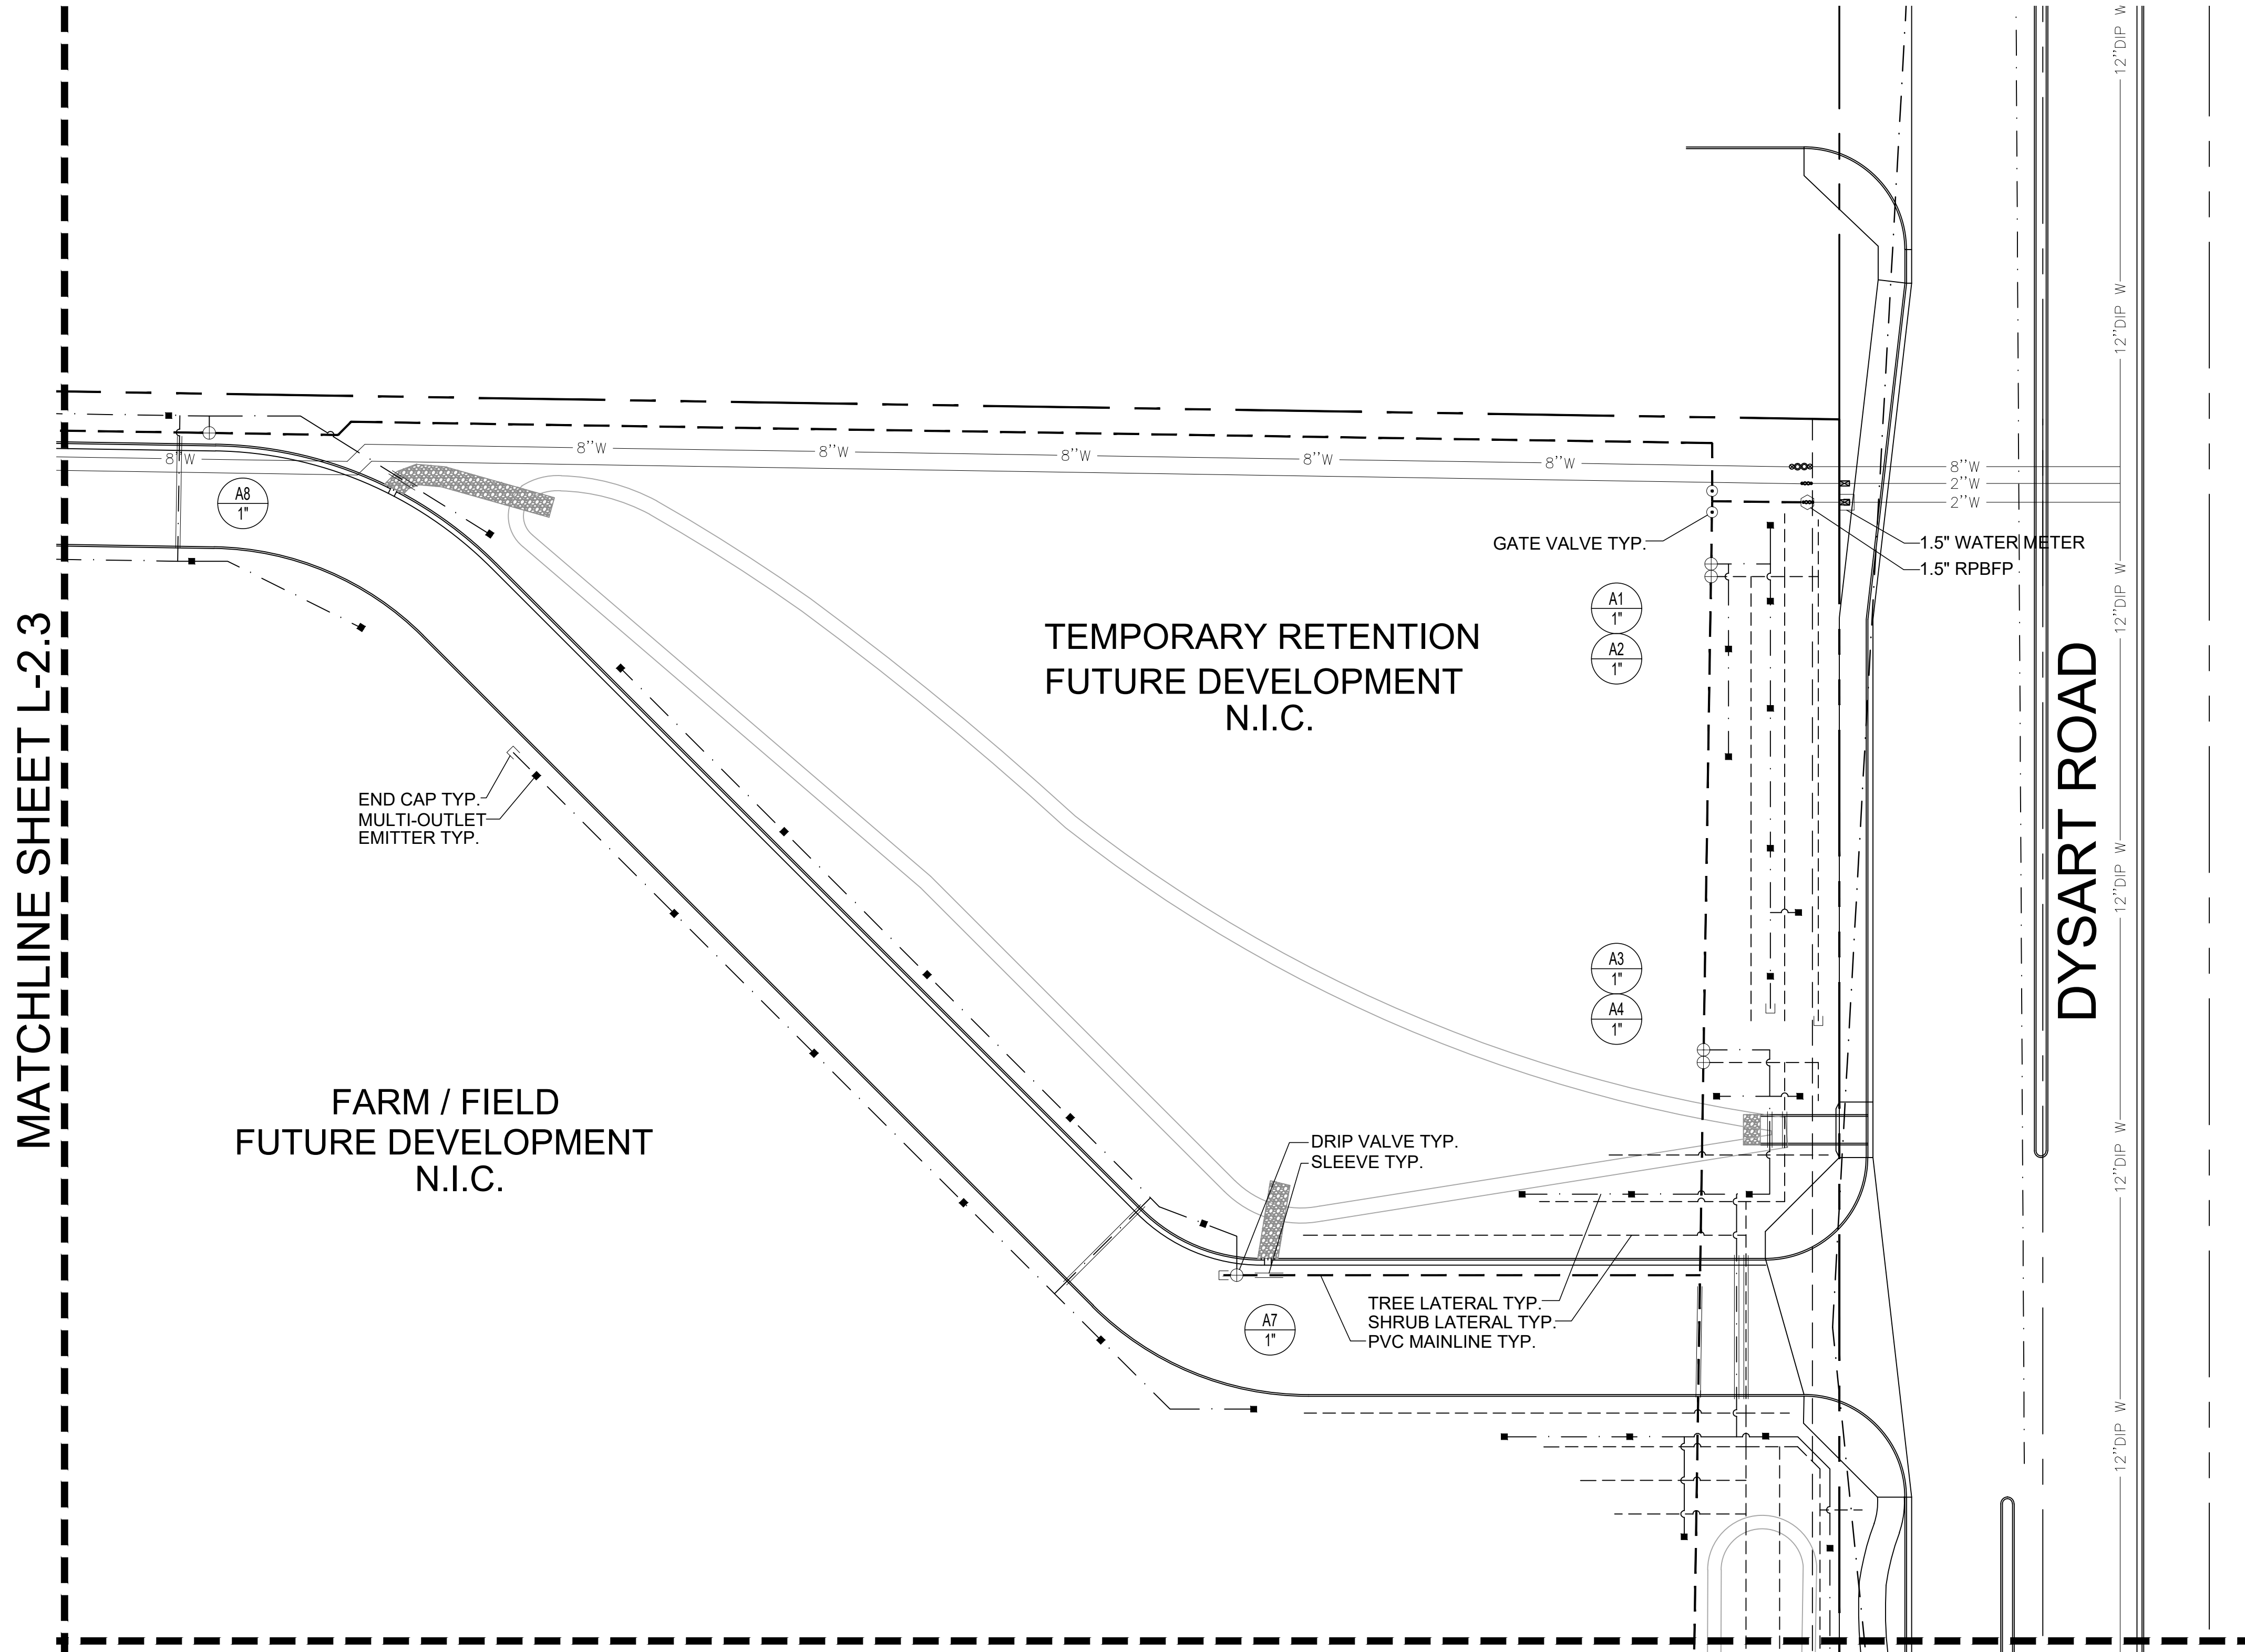 12''DIP W
12''DIP W
8''W
8''W
8''W
8''W
8''W
8''W
8''W
2''W
2''W
A8
1"
GATE VALVE TYP.
1.5" WATER METER
1.5" RPBFP
12''DIP W
A1
1"
A2
1"
TEMPORARY RETENTION
FUTURE DEVELOPMENT
N.I.C.
MATCHLINE SHEET L-2.3
DYSART ROAD
END CAP TYP.
MULTI-OUTLET
EMITTER TYP.
12''DIP W
A3
1"
A4
1"
FARM / FIELD
FUTURE DEVELOPMENT
N.I.C.
DRIP VALVE TYP.
SLEEVE TYP.
12''DIP W
A7
1"
TREE LATERAL TYP.
SHRUB LATERAL TYP.
PVC MAINLINE TYP.
12''DIP W